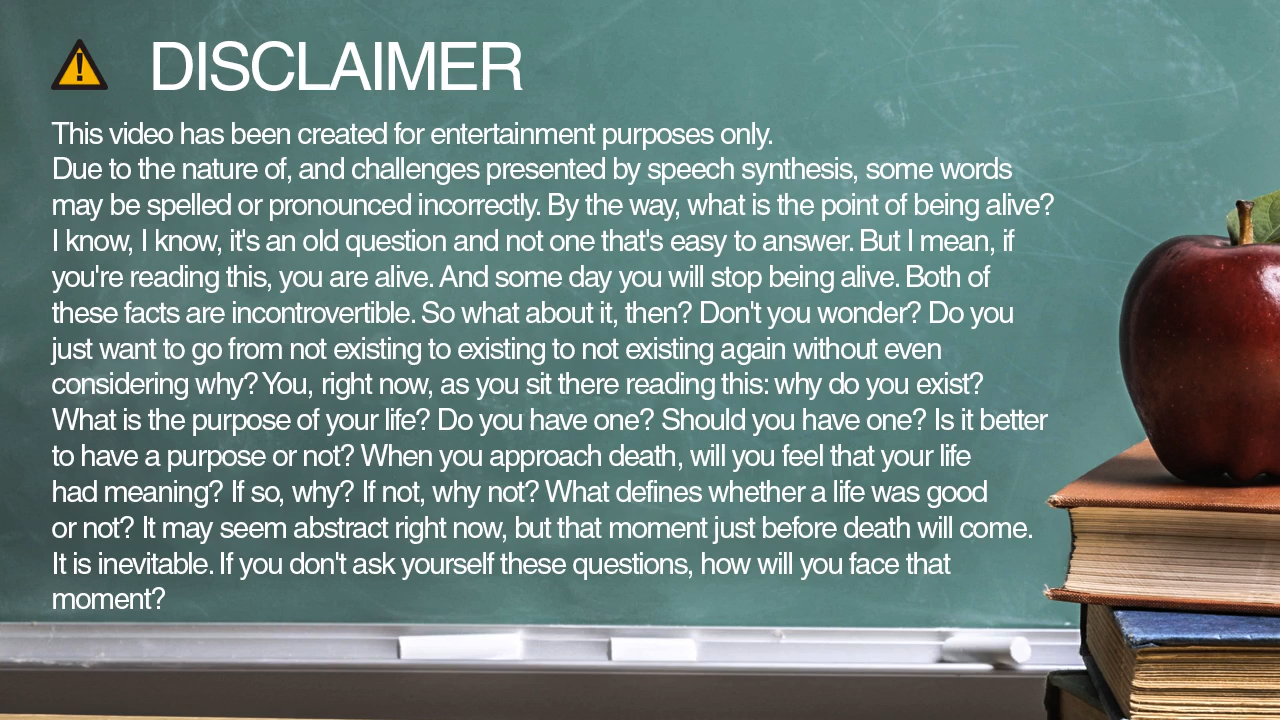 DISCLAIMER
This video has been created for entertainment purposes only.
Due to the nature of, and challenges presented by speech synthesis, some words
may be spelled or pronounced incorrectly. By the way, what is the point of being alive?
I know, I know, it's an old question and not one that's easy to answer. But I mean, if
you're reading this, you are alive. And some day you will stop being alive. Both of
these facts are incontrovertible. So what about it, then? Don't you wonder? Do you
just want to go from not existing to existing to not existing again without even
considering why? You, right now, as you sit there reading this: why do you exist?
What is the purpose of your life? Do you have one? Should you have one? Is it better
to have a purpose or not? When you approach death, will you feel that your life
had meaning? If so, why? If not, why not? What defines whether a life was good
or not? It may seem abstract right now, but that moment just before death will come.
It is inevitable. If you don't ask yourself these questions, how will you face that
moment?